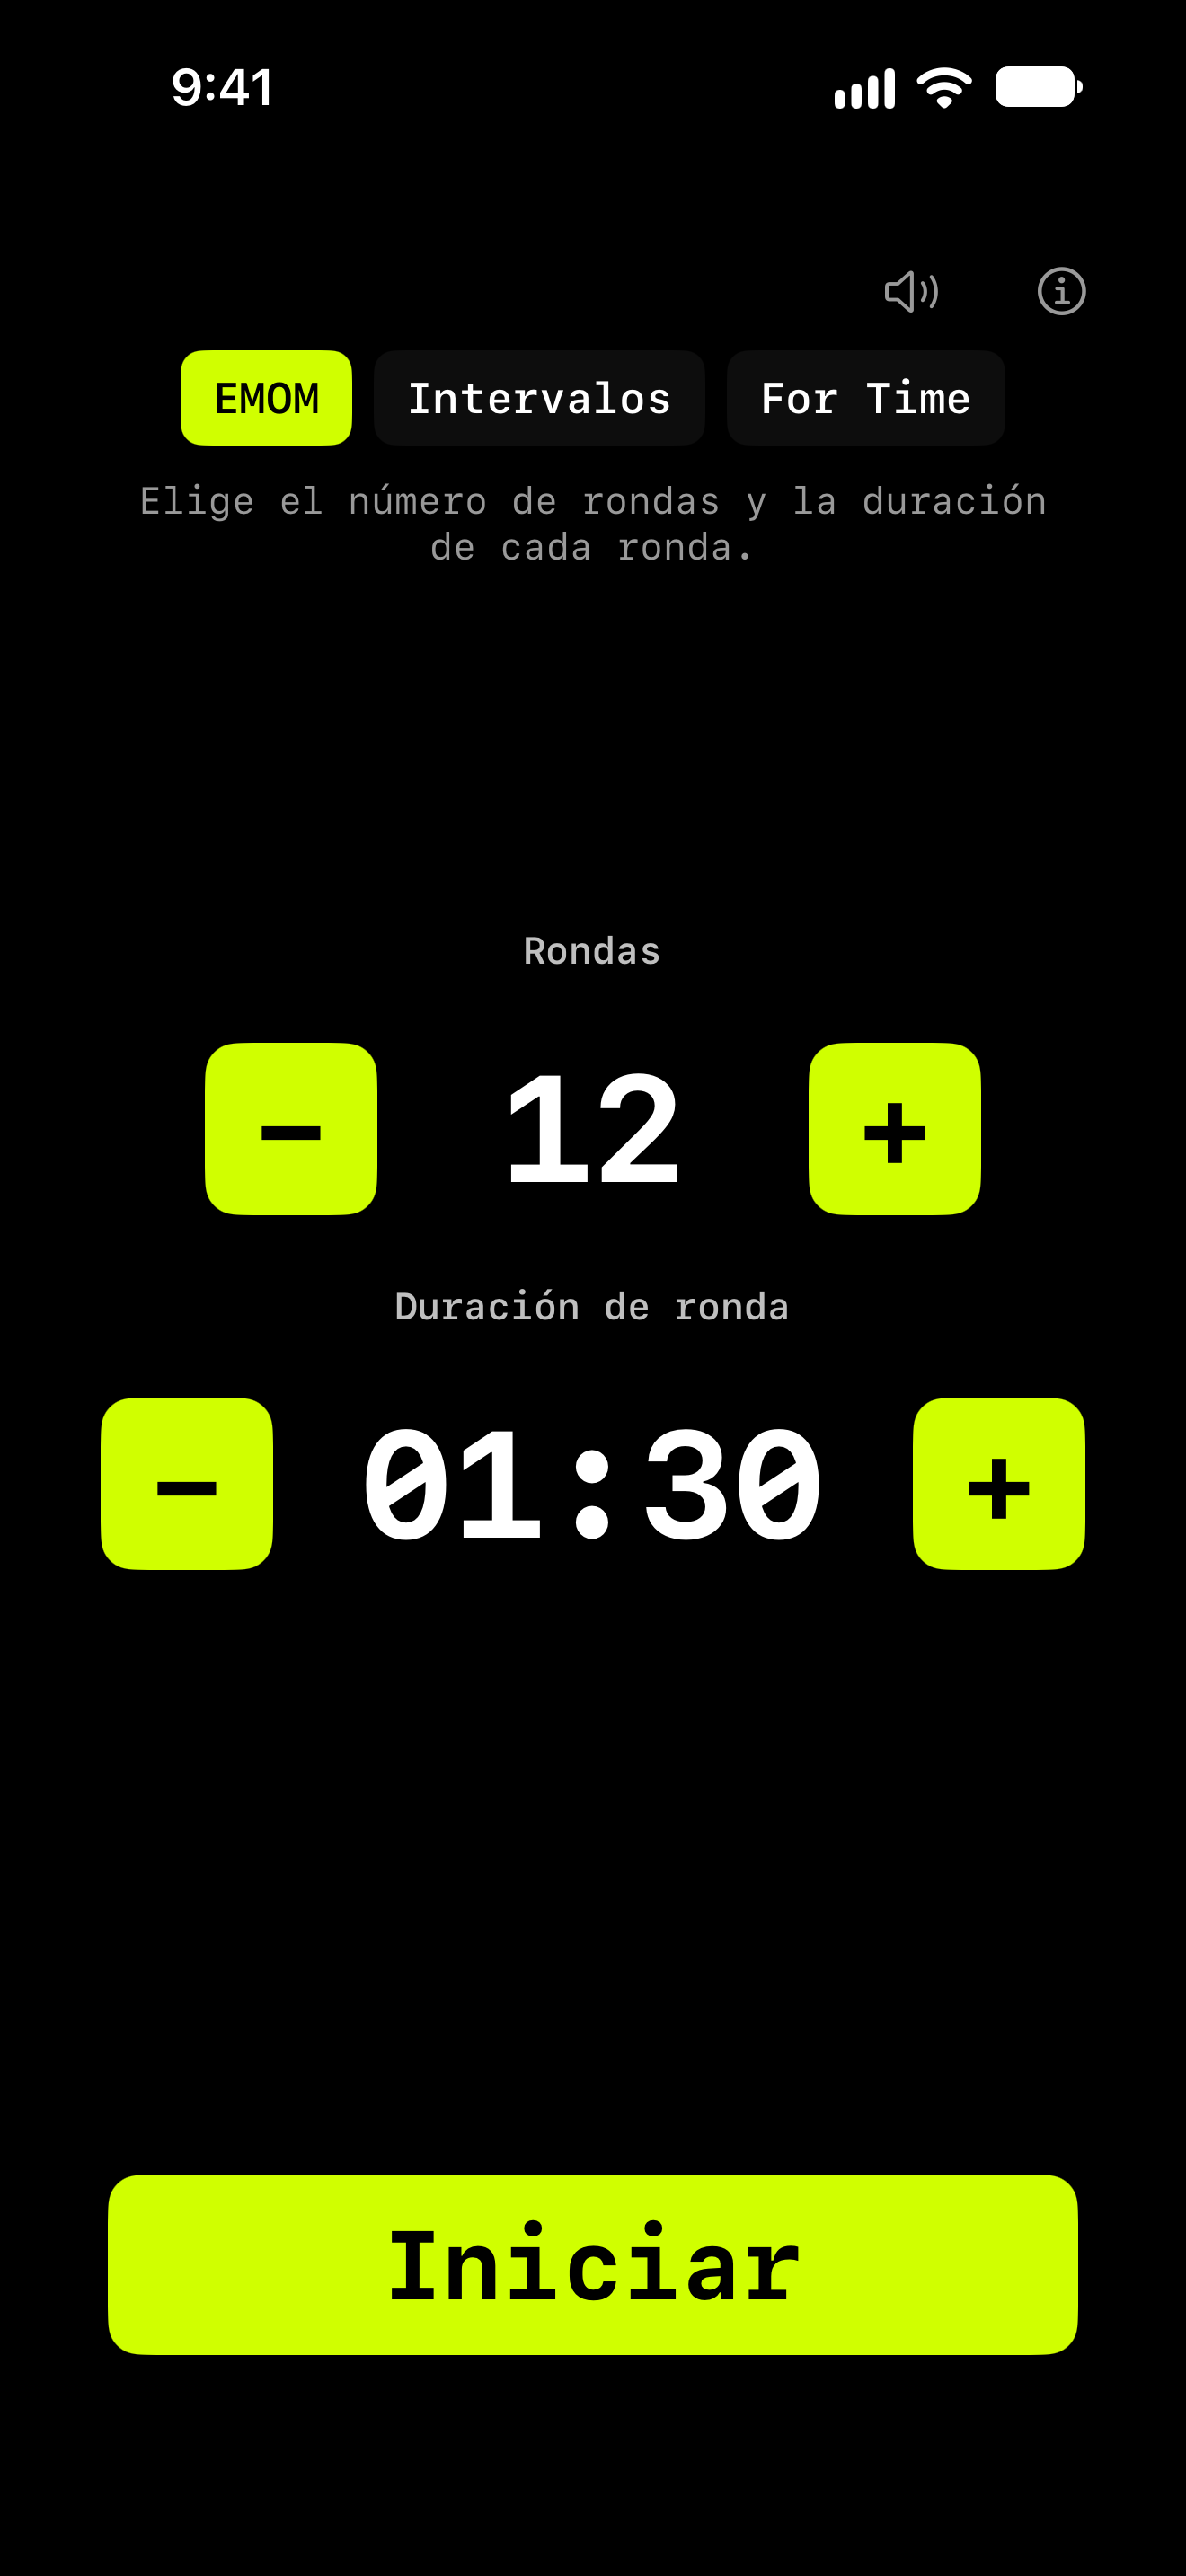 9:41
EMOM Intervalos For Time
Elige el número de rondas y la duración
de cada ronda.
Rondas
− 12 +
Duración de ronda
− 01:30 +
Iniciar